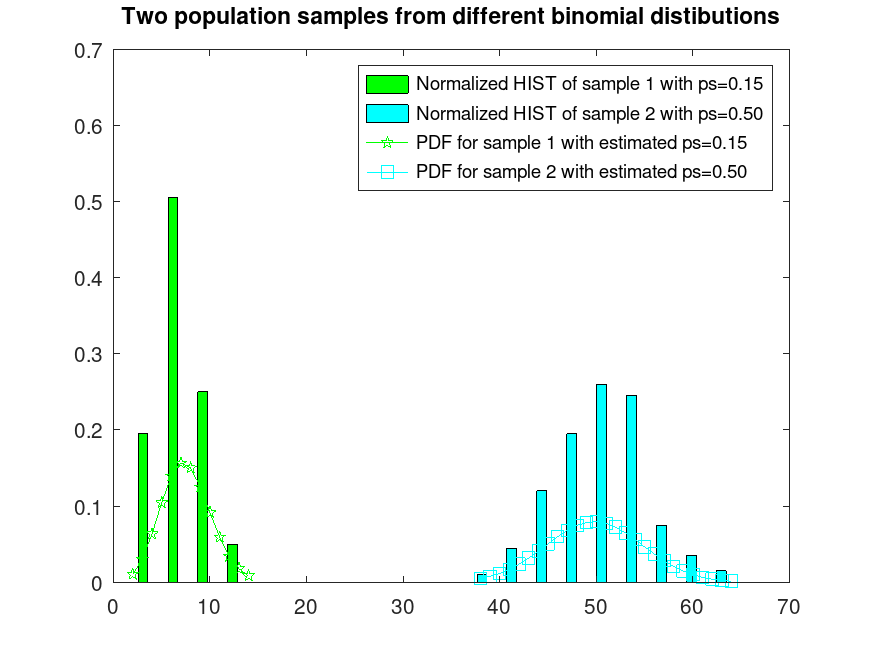 Two population samples from different binomial distibutions
Normalized HIST of sample 1 with ps=0.15
Normalized HIST of sample 2 with ps=0.50
PDF for sample 1 with estimated ps=0.15
PDF for sample 2 with estimated ps=0.50
0.7
0.6
0.5
0.4
0.3
0.2
0.1
0
0 10 20 30 40 50 60 70